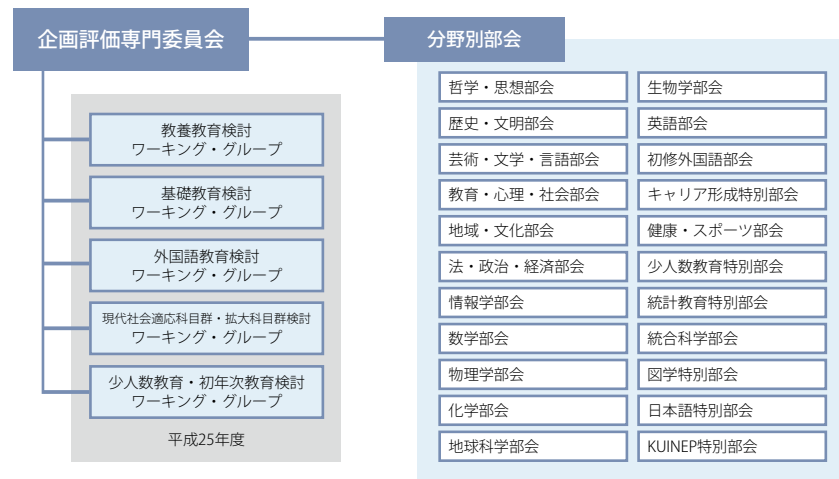 企画評価専門委員会
教養教育検討
ワーキング・グループ
基礎教育検討
ワーキング・グループ
外国語教育検討
ワーキング・グループ
現代社会適応科目群・拡大科目群検討
ワーキング・グループ
少人数教育・初年次教育検討
ワーキング・グループ
平成25年度
分野別部会
哲学・思想部会
歴史・文明部会
芸術・文学・言語部会
教育・心理・社会部会
地域・文化部会
法・政治・経済部会
情報学部会
数学部会
物理学部会
化学部会
地球科学部会
生物学部会
英語部会
初修外国語部会
キャリア形成特別部会
健康・スポーツ部会
少人数教育特別部会
統計教育特別部会
統合科学部会
図学特別部会
日本語特別部会
KUINEP特別部会